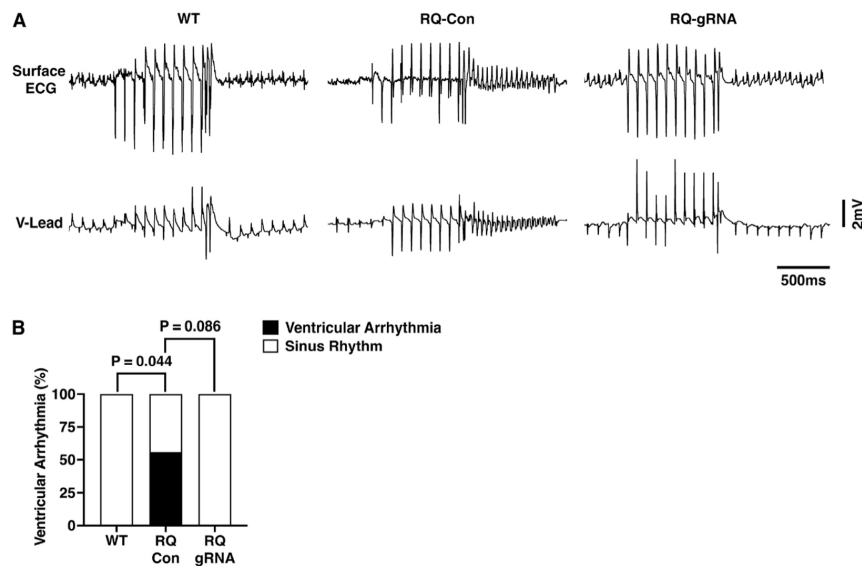 A
WT
RQ-Con
RQ-gRNA
Surface
ECG
V-Lead
2mV
500ms
B
P = 0.086
P = 0.044
Ventricular Arrhythmia
Sinus Rhythm
Ventricular Arrhythmia (%)
100
75
50
25
0
WT
RQ
Con
RQ
gRNA